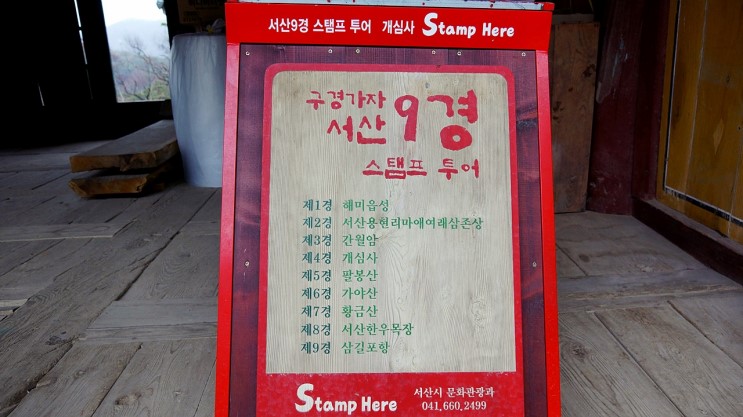 서산9경 스탬프 투어 개심사 Stamp Here
구경가자
서산 9경
스탬프 투어
제1경 해미읍성
제2경 서산용현리마애여래삼존상
제3경 간월암
제4경 개심사
제5경 팔봉산
제6경 가야산
제7경 황금산
제8경 서산한우목장
제9경 삼길포항
Stamp Here 서산시 문화관광과
041.660.2499